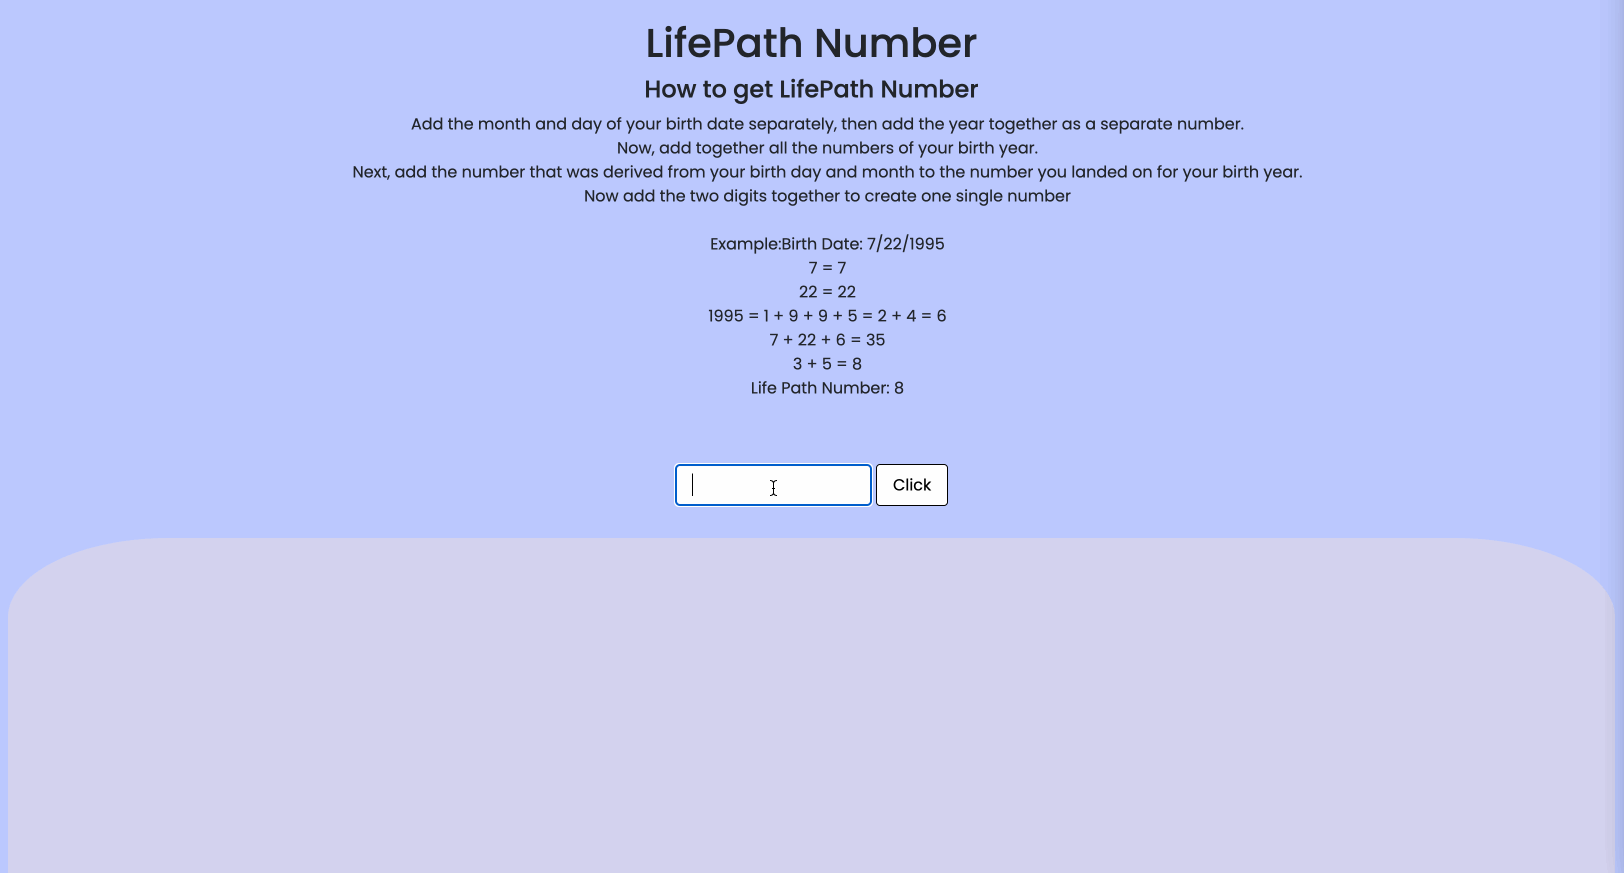 LifePath Number
How to get LifePath Number
Add the month and day of your birth date separately, then add the year together as a separate number.
Now, add together all the numbers of your birth year.
Next, add the number that was derived from your birth day and month to the number you landed on for your birth year.
Now add the two digits together to create one single number
Example:Birth Date: 7/22/1995
7 = 7
22 = 22
1995 = 1 + 9 + 9 + 5 = 2 + 4 = 6
7 + 22 + 6 = 35
3 + 5 = 8
Life Path Number: 8
Click